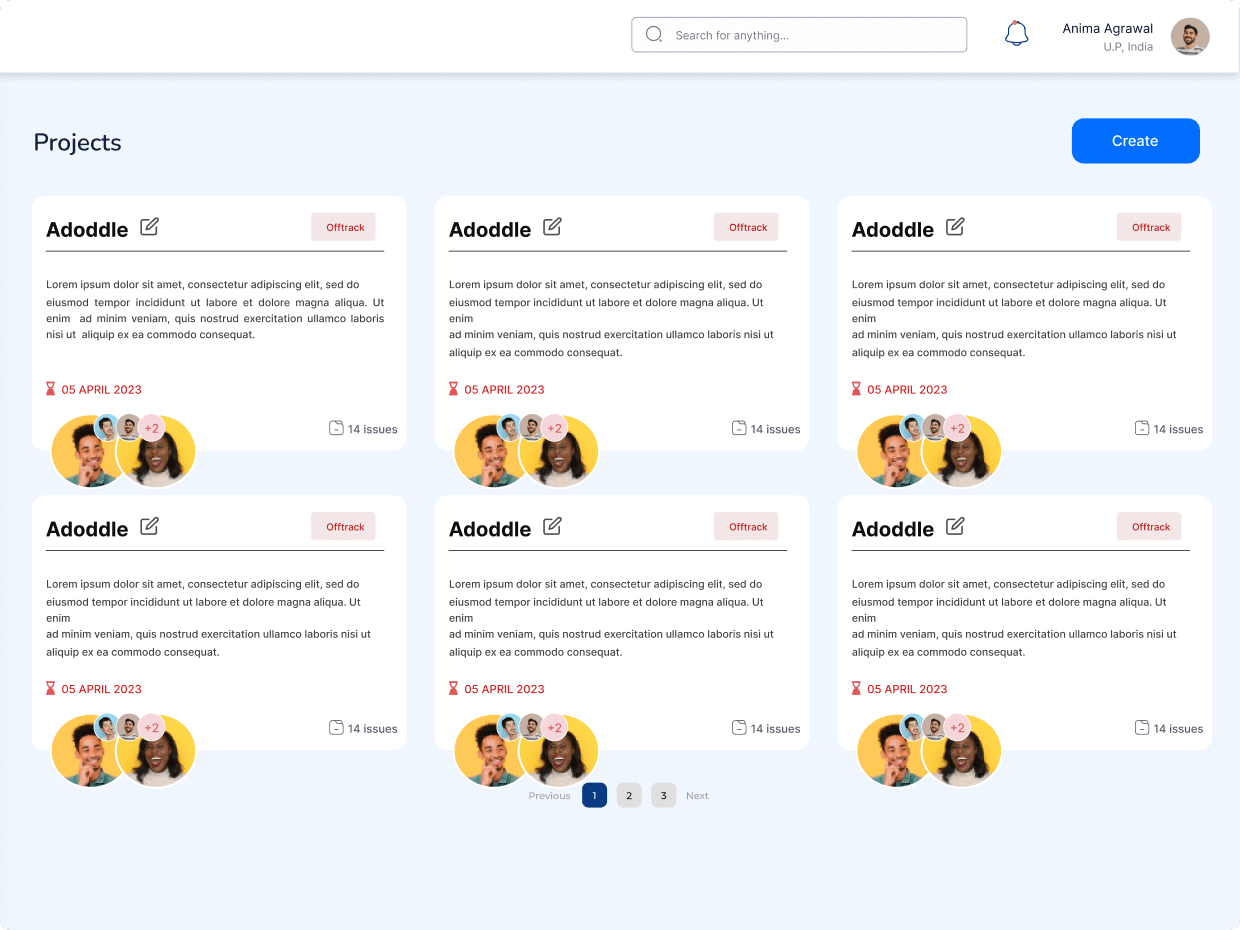 Search for anything...
Anima Agrawal
U.P, India
Projects
Create
Adoddle
Offtrack
Lorem ipsum dolor sit amet, consectetur adipiscing elit, sed do
eiusmod tempor incididunt ut labore et dolore magna aliqua. Ut
enim ad minim veniam, quis nostrud exercitation ullamco laboris
nisi ut aliquip ex ea commodo consequat.
05 APRIL 2023
+2
14 issues
Adoddle
Offtrack
Lorem ipsum dolor sit amet, consectetur adipiscing elit, sed do
eiusmod tempor incididunt ut labore et dolore magna aliqua. Ut
enim
ad minim veniam, quis nostrud exercitation ullamco laboris nisi ut
aliquip ex ea commodo consequat.
05 APRIL 2023
+2
14 issues
Adoddle
Offtrack
Lorem ipsum dolor sit amet, consectetur adipiscing elit, sed do
eiusmod tempor incididunt ut labore et dolore magna aliqua. Ut
enim
ad minim veniam, quis nostrud exercitation ullamco laboris nisi ut
aliquip ex ea commodo consequat.
05 APRIL 2023
+2
14 issues
Adoddle
Offtrack
Lorem ipsum dolor sit amet, consectetur adipiscing elit, sed do
eiusmod tempor incididunt ut labore et dolore magna aliqua. Ut
enim
ad minim veniam, quis nostrud exercitation ullamco laboris nisi ut
aliquip ex ea commodo consequat.
05 APRIL 2023
+2
14 issues
Adoddle
Offtrack
Lorem ipsum dolor sit amet, consectetur adipiscing elit, sed do
eiusmod tempor incididunt ut labore et dolore magna aliqua. Ut
enim
ad minim veniam, quis nostrud exercitation ullamco laboris nisi ut
aliquip ex ea commodo consequat.
05 APRIL 2023
+2
14 issues
Adoddle
Offtrack
Lorem ipsum dolor sit amet, consectetur adipiscing elit, sed do
eiusmod tempor incididunt ut labore et dolore magna aliqua. Ut
enim
ad minim veniam, quis nostrud exercitation ullamco laboris nisi ut
aliquip ex ea commodo consequat.
05 APRIL 2023
+2
14 issues
Previous 1 2 3 Next